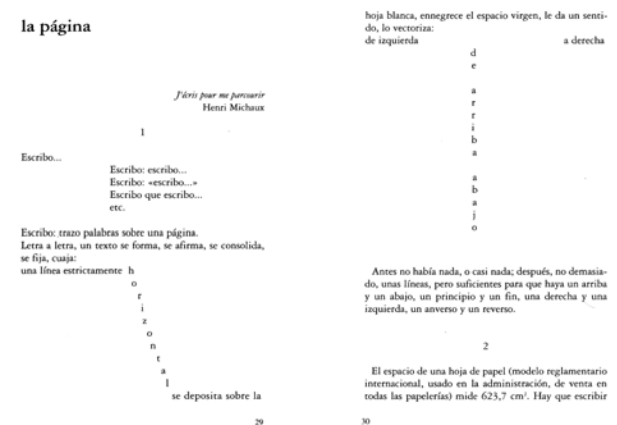 la página
J'écris pour me parcourir
Henri Michaux
1
Escribo...
Escribo: escribo...
Escribo: «escribo...»
Escribo que escribo...
etc.
Escribo: trazo palabras sobre una página.
Letra a letra, un texto se forma, se afirma, se consolida,
se fija, cuaja:
una línea estrictamente h
o
r
i
z
o
n
t
a
l
se deposita sobre la
29
hoja blanca, ennegrece el espacio virgen, le da un senti-
do, lo vectoriza:
de izquierda a derecha
d
e
a
r
r
i
b
a
a
b
a
j
o
Antes no había nada, o casi nada; después, no demasia-
do, unas líneas, pero suficientes para que haya un arriba
y un abajo, un principio y un fin, una derecha y una
izquierda, un anverso y un reverso.
2
El espacio de una hoja de papel (modelo reglamentario
internacional, usado en la administración, de venta en
todas las papelerías) mide 623,7 cm². Hay que escribir
30